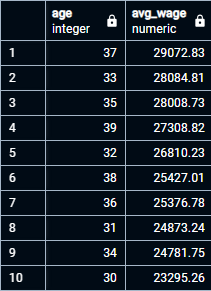 age avg_wage
integer numeric
1 37 29072.83
2 33 28084.81
3 35 28008.73
4 39 27308.82
5 32 26810.23
6 38 25427.01
7 36 25376.78
8 31 24873.24
9 34 24781.75
10 30 23295.26